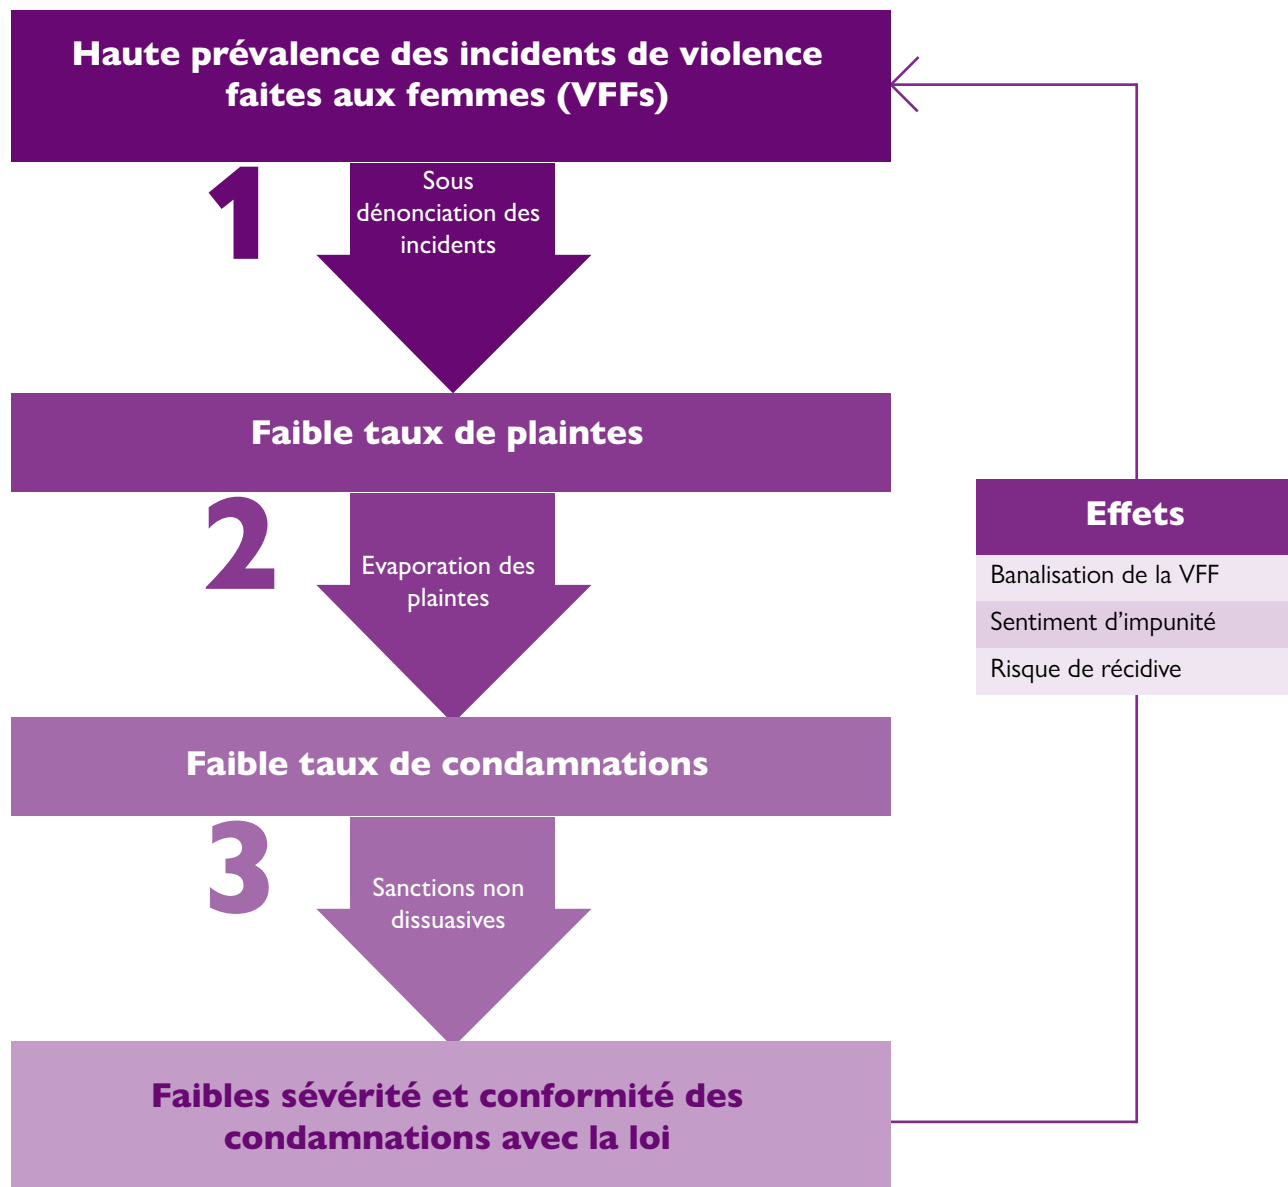 Haute prévalence des incidents de violence
faites aux femmes (VFFs)
1
Sous
dénonciation des
incidents
Faible taux de plaintes
2
Evaporation des
plaintes
Faible taux de condamnations
3
Sanctions non
dissuasives
Faibles sévérité et conformité des
condamnations avec la loi
Effets
Banalisation de la VFF
Sentiment d’impunité
Risque de récidive